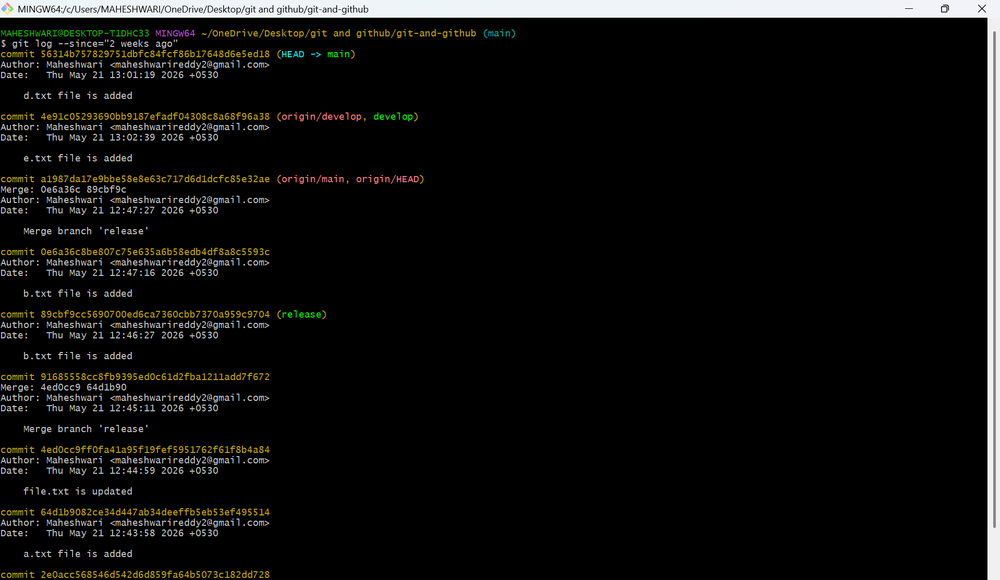 MINGW64:/c/Users/MAHESHWARI/OneDrive/Desktop/git and github/git-and-github
MAHESHWARI@DESKTOP-T1DHC33 MINGW64 ~/OneDrive/Desktop/git and github/git-and-github (main)
$ git log --since="2 weeks ago"
commit 56314b757829751dbfc84fcf86b17648d6e5ed18 (HEAD -> main)
Author: Maheshwari <maheshwarireddy2@gmail.com>
Date:   Thu May 21 13:01:19 2026 +0530
    d.txt file is added
commit 4e91c05293690bb9187efadf04308c8a68f96a38 (origin/develop, develop)
Author: Maheshwari <maheshwarireddy2@gmail.com>
Date:   Thu May 21 13:02:39 2026 +0530
    e.txt file is added
commit a1987da17e9bbe58e8e63c717d6d1dcfc85e32ae (origin/main, origin/HEAD)
Merge: 0e6a36c 89cbf9c
Author: Maheshwari <maheshwarireddy2@gmail.com>
Date:   Thu May 21 12:47:27 2026 +0530
    Merge branch 'release'
commit 0e6a36c8be807c75e635a6b58edb4df8a8c5593c
Author: Maheshwari <maheshwarireddy2@gmail.com>
Date:   Thu May 21 12:47:16 2026 +0530
    b.txt file is added
commit 89cbf9cc5690700ed6ca7360cbb7370a959c9704 (release)
Author: Maheshwari <maheshwarireddy2@gmail.com>
Date:   Thu May 21 12:46:27 2026 +0530
    b.txt file is added
commit 91685558cc8fb9395ed0c61d2fba1211add7f672
Merge: 4ed0cc9 64d1b90
Author: Maheshwari <maheshwarireddy2@gmail.com>
Date:   Thu May 21 12:45:11 2026 +0530
    Merge branch 'release'
commit 4ed0cc9ff0fa41a95f19fef5951762f61f8b4a84
Author: Maheshwari <maheshwarireddy2@gmail.com>
Date:   Thu May 21 12:44:59 2026 +0530
    file.txt is updated
commit 64d1b9082ce34d447ab34deeffb5eb53ef495514
Author: Maheshwari <maheshwarireddy2@gmail.com>
Date:   Thu May 21 12:43:58 2026 +0530
    a.txt file is added
commit 2e0acc568546d542d6d859fa64b5073c182dd728